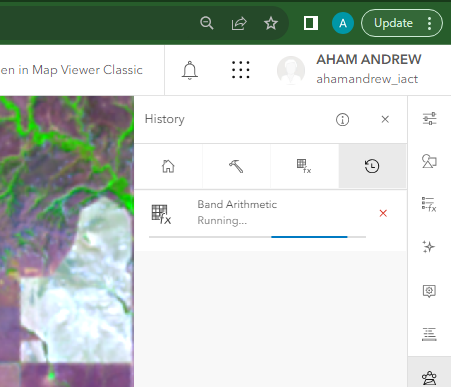 A
Update
en in Map Viewer Classic
AHAM ANDREW
ahamandrew_iact
History
fx
Band Arithmetic
Running...
fx
fx